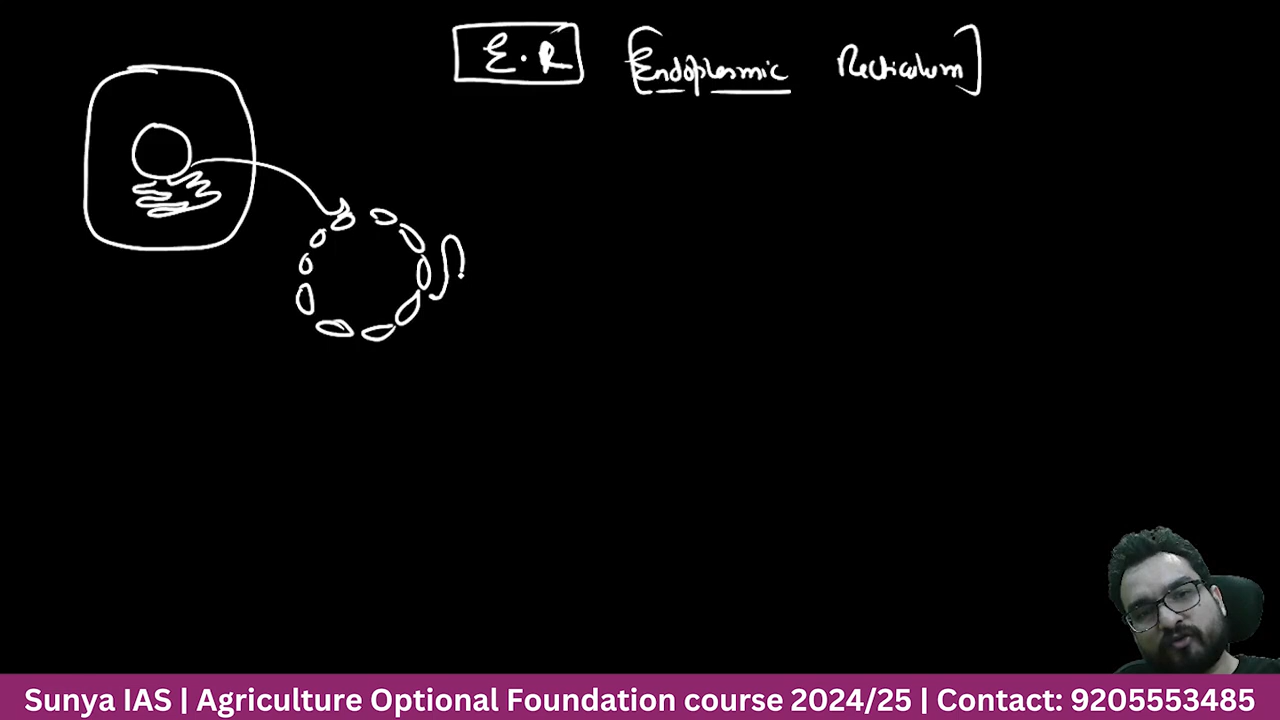 E.R [Endoplasmic Recticulum]
Sunya IAS | Agriculture Optional Foundation course 2024/25 | Contact: 9205553485